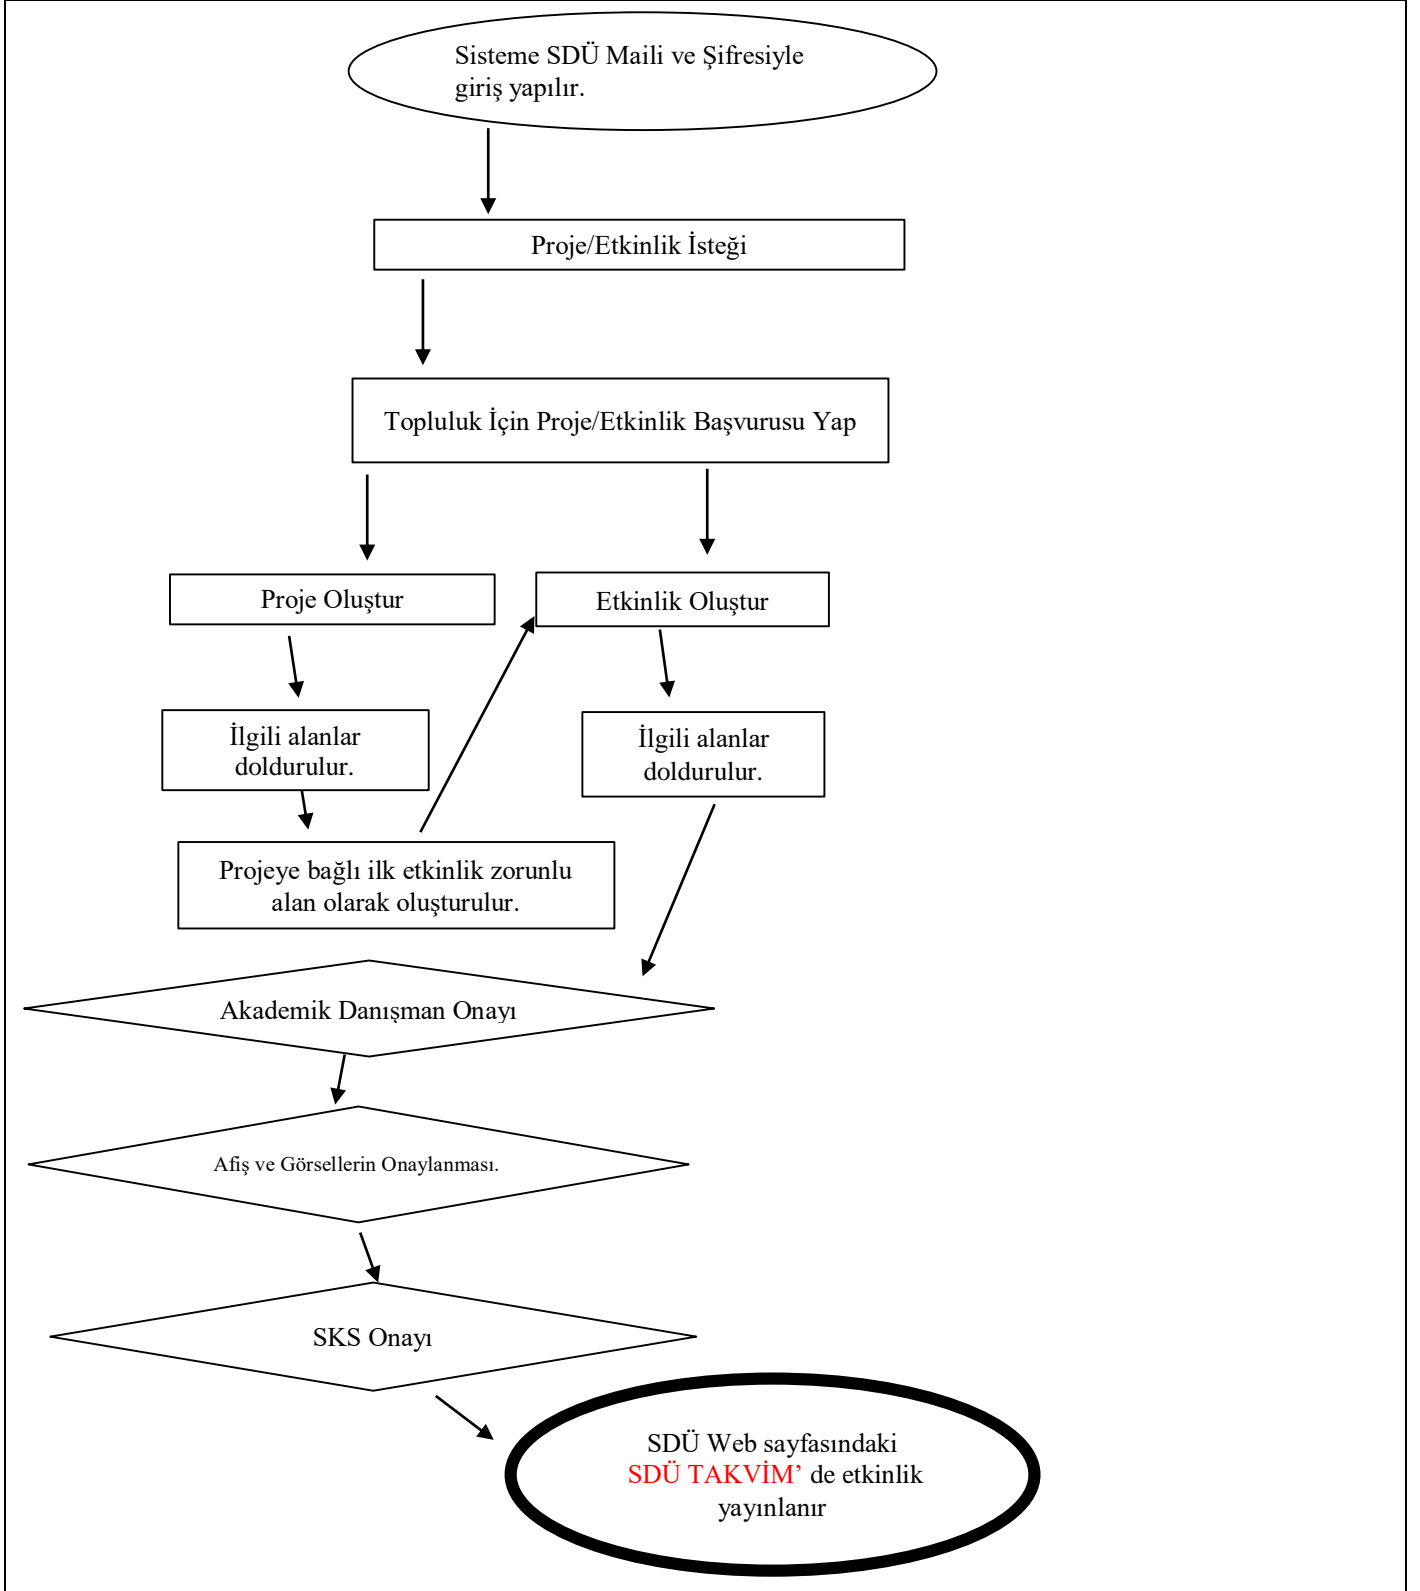 Sisteme SDÜ Maili ve Şifresiyle
giriş yapılır.
Proje/Etkinlik İsteği
Topluluk İçin Proje/Etkinlik Başvurusu Yap
Proje Oluştur
Etkinlik Oluştur
İlgili alanlar
doldurulur.
İlgili alanlar
doldurulur.
Projeye bağlı ilk etkinlik zorunlu
alan olarak oluşturulur.
Akademik Danışman Onayı
Afiş ve Görsellerin Onaylanması.
SKS Onayı
SDÜ Web sayfasındaki
SDÜ TAKVİM’ de etkinlik
yayınlanır